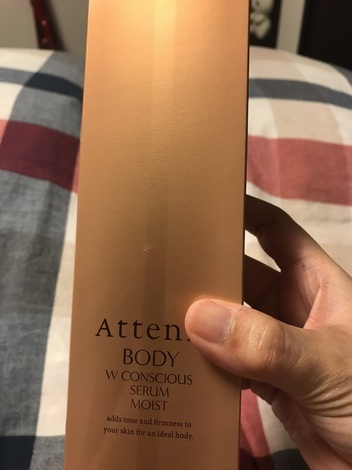 Atten
BODY
W CONSCIOUS
SERUM
MOIST
adds tone and firmness to
your skin for an ideal body.